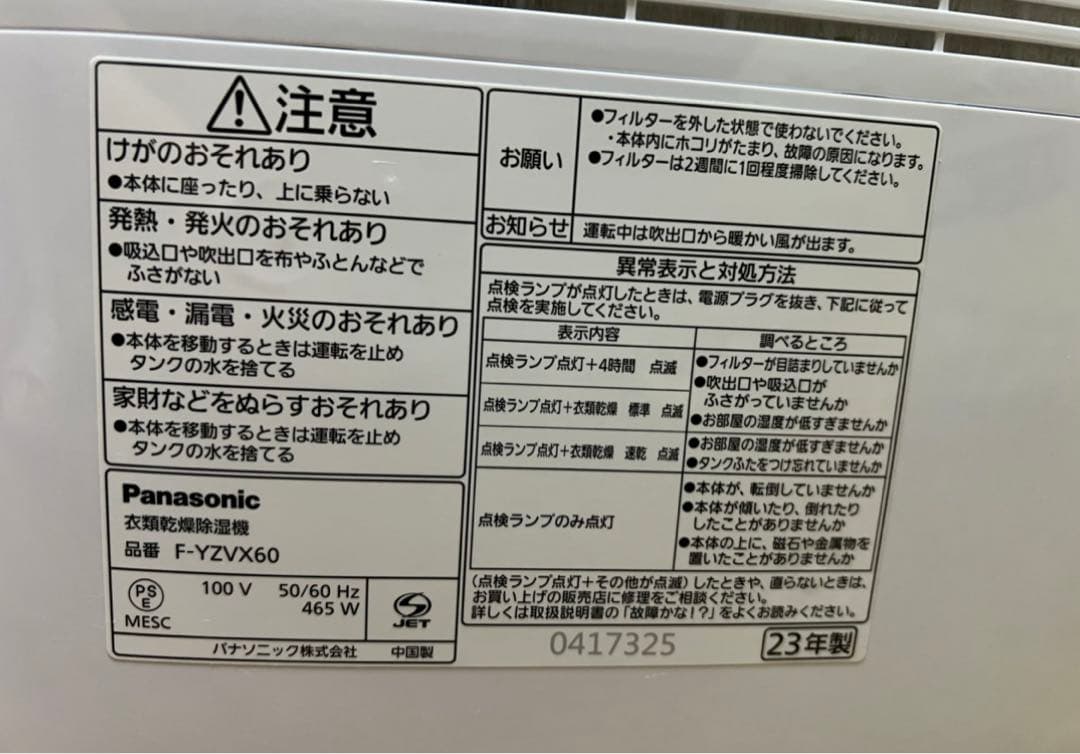 注意
けがのおそれあり
●本体に座ったり、上に乗らない
発熱・発火のおそれあり
●吸込口や吹出口を布やふとんなどで
ふさがない
感電・漏電・火災のおそれあり
●本体を移動するときは運転を止め
タンクの水を捨てる
家財などをぬらすおそれあり
●本体を移動するときは運転を止め
タンクの水を捨てる
Panasonic
衣類乾燥除湿機
品番 F-YZVX60
PS
E
MESC
100 V 50/60 Hz
465 W
JET
パナソニック株式会社 中国製
お願い
●フィルターを外した状態で使わないでください。
・本体内にホコリがたまり、故障の原因になります。
●フィルターは2週間に1回程度掃除してください。
お知らせ
運転中は吹出口から暖かい風が出ます。
異常表示と対処方法
点検ランプが点灯したときは、電源プラグを抜き、下記に従って
点検を実施してください。
表示内容 調べるところ
点検ランプ点灯+4時間 点滅
●フィルターが目詰まりしていませんか
●吹出口や吸込口が
ふさがっていませんか
点検ランプ点灯+衣類乾燥 標準 点滅
●お部屋の湿度が低すぎませんか
点検ランプ点灯+衣類乾燥 速乾 点滅
●お部屋の温度が低すぎませんか
●タンクふたをつけ忘れていませんか
点検ランプのみ点灯
●本体が、転倒していませんか
●本体が傾いたり、倒れたり
したことがありませんか
●本体の上に、磁石や金属物を
置いたことがありませんか
(点検ランプ点灯+その他が点滅)したときや、直らないときは、
お買い上げの販売店に修理をご相談ください。
詳しくは取扱説明書の「故障かな!?」をよくお読みください。
0417325
23年製